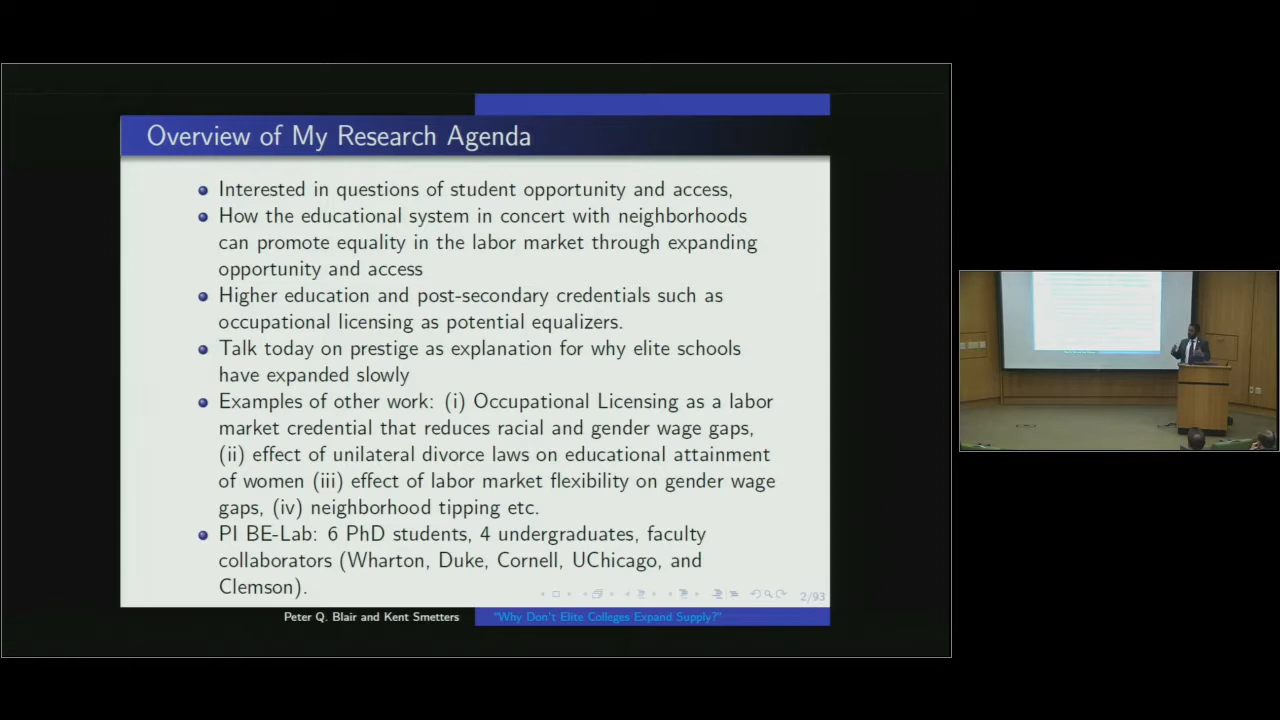 Overview of My Research Agenda
Interested in questions of student opportunity and access,
How the educational system in concert with neighborhoods
can promote equality in the labor market through expanding
opportunity and access
Higher education and post-secondary credentials such as
occupational licensing as potential equalizers.
Talk today on prestige as explanation for why elite schools
have expanded slowly
Examples of other work: (i) Occupational Licensing as a labor
market credential that reduces racial and gender wage gaps,
(ii) effect of unilateral divorce laws on educational attainment
of women (iii) effect of labor market flexibility on gender wage
gaps, (iv) neighborhood tipping etc.
PI BE-Lab: 6 PhD students, 4 undergraduates, faculty
collaborators (Wharton, Duke, Cornell, UChicago, and
Clemson).
2/93
Peter Q. Blair and Kent Smetters
"Why Don't Elite Colleges Expand Supply?"